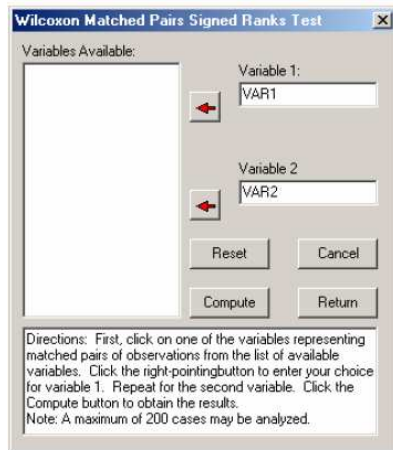 Wilcoxon Matched Pairs Signed Ranks Test
Variables Available:
Variable 1:
VAR1
Variable 2
VAR2
Reset
Cancel
Compute
Return
Directions: First, click on one of the variables representing
matched pairs of observations from the list of available
variables. Click the right-pointingbutton to enter your choice
for variable 1. Repeat for the second variable. Click the
Compute button to obtain the results.
Note: A maximum of 200 cases may be analyzed.